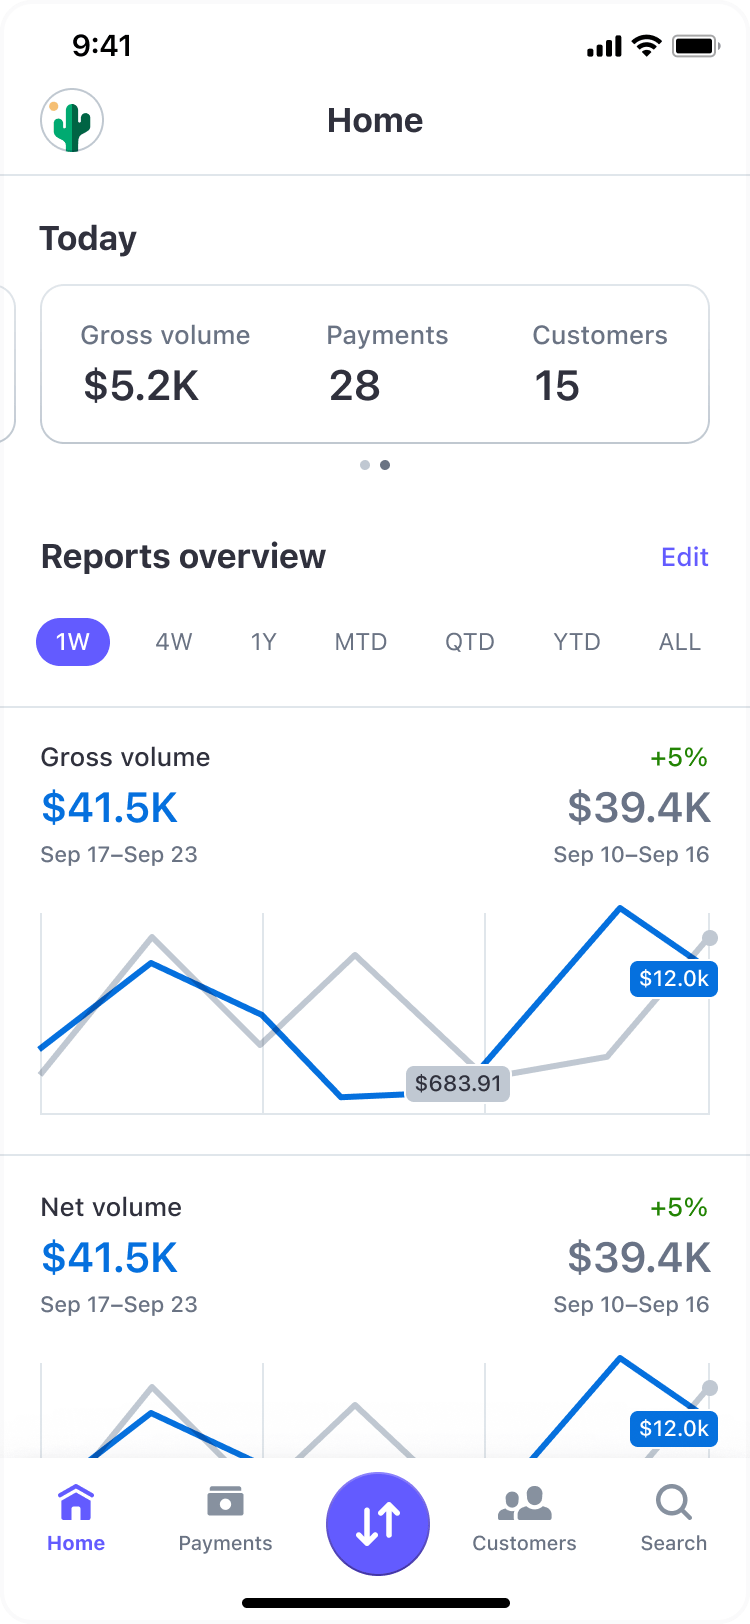 9:41
Home
Today
Gross volume Payments Customers
$5.2K 28 15
Reports overview Edit
1W 4W 1Y MTD QTD YTD ALL
Gross volume +5%
$41.5K $39.4K
Sep 17–Sep 23 Sep 10–Sep 16
$12.0k
$683.91
Net volume +5%
$41.5K $39.4K
Sep 17–Sep 23 Sep 10–Sep 16
$12.0k
Home Payments Customers Search